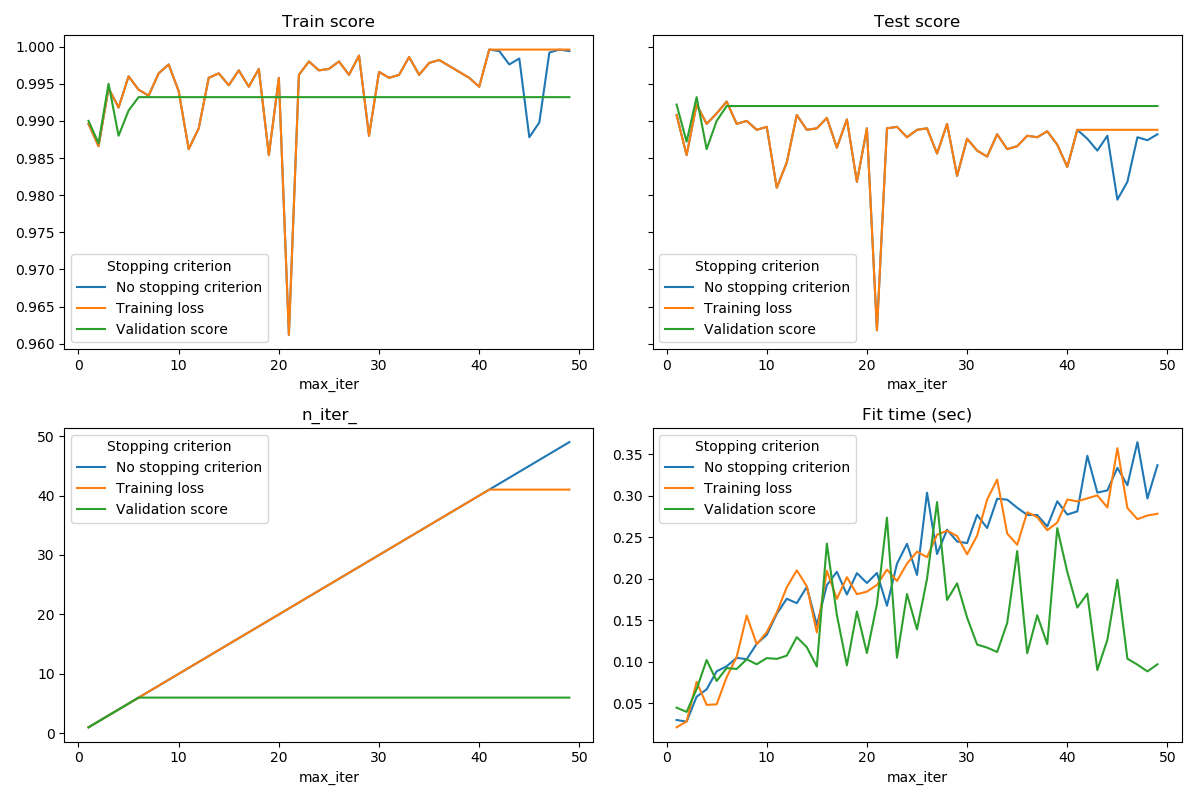 Train score
1.000
0.995
0.990
0.985
0.980
0.975
0.970
0.965
0.960
Stopping criterion
No stopping criterion
Training loss
Validation score
0 10 20 30 40 50
max_iter
Test score
Stopping criterion
No stopping criterion
Training loss
Validation score
0 10 20 30 40 50
max_iter
n_iter_
50
40
30
20
10
0
Stopping criterion
No stopping criterion
Training loss
Validation score
0 10 20 30 40 50
max_iter
Fit time (sec)
0.35
0.30
0.25
0.20
0.15
0.10
0.05
Stopping criterion
No stopping criterion
Training loss
Validation score
0 10 20 30 40 50
max_iter